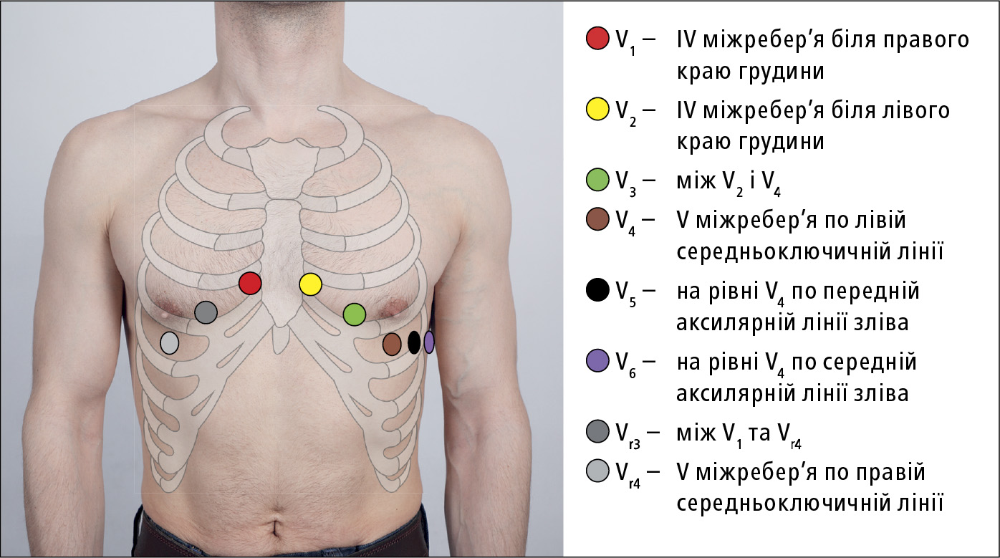 V1 – IV міжребер’я біля правого
краю грудини
V2 – IV міжребер’я біля лівого
краю грудини
V3 – між V2 і V4
V4 – V міжребер’я по лівій
середньоключичній лінії
V5 – на рівні V4 по передній
аксилярній лінії зліва
V6 – на рівні V4 по середній
аксилярній лінії зліва
Vr3 – між V1 та Vr4
Vr4 – V міжребер’я по правій
середньоключичній лінії